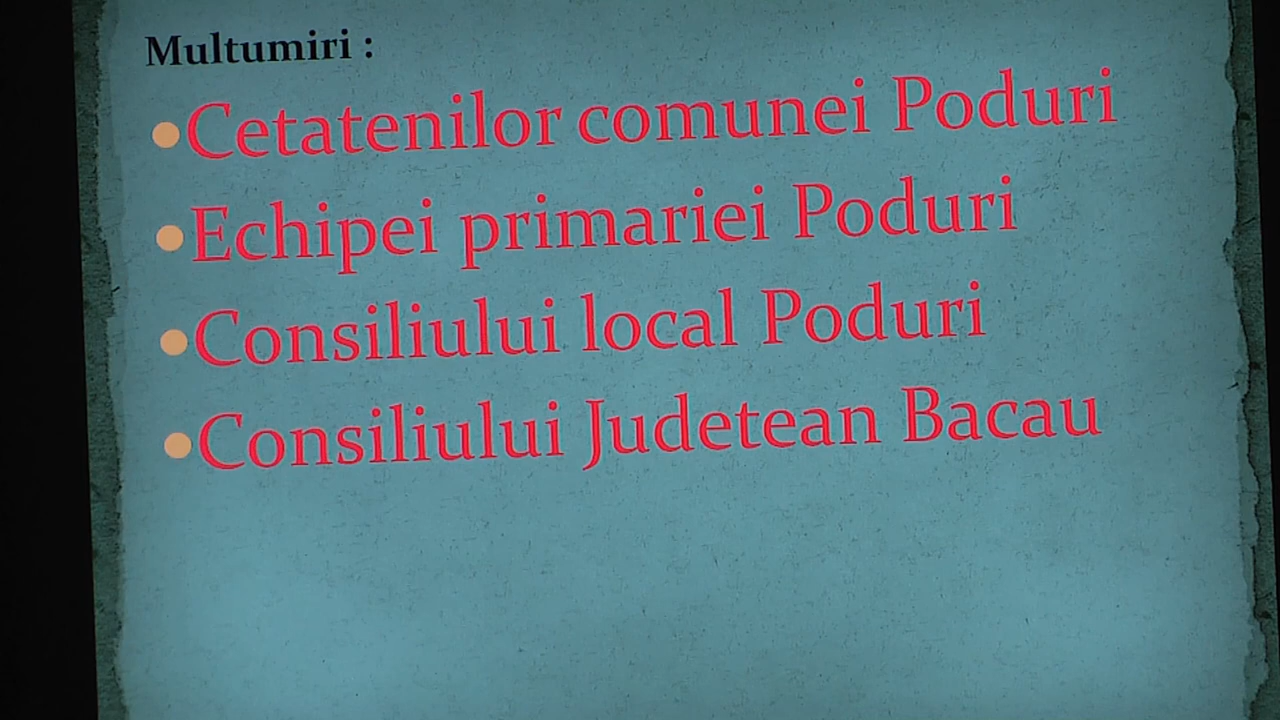 Multumiri :
•Cetatenilor comunei Poduri
•Echipei primariei Poduri
•Consiliului local Poduri
•Consiliului Judetean Bacau